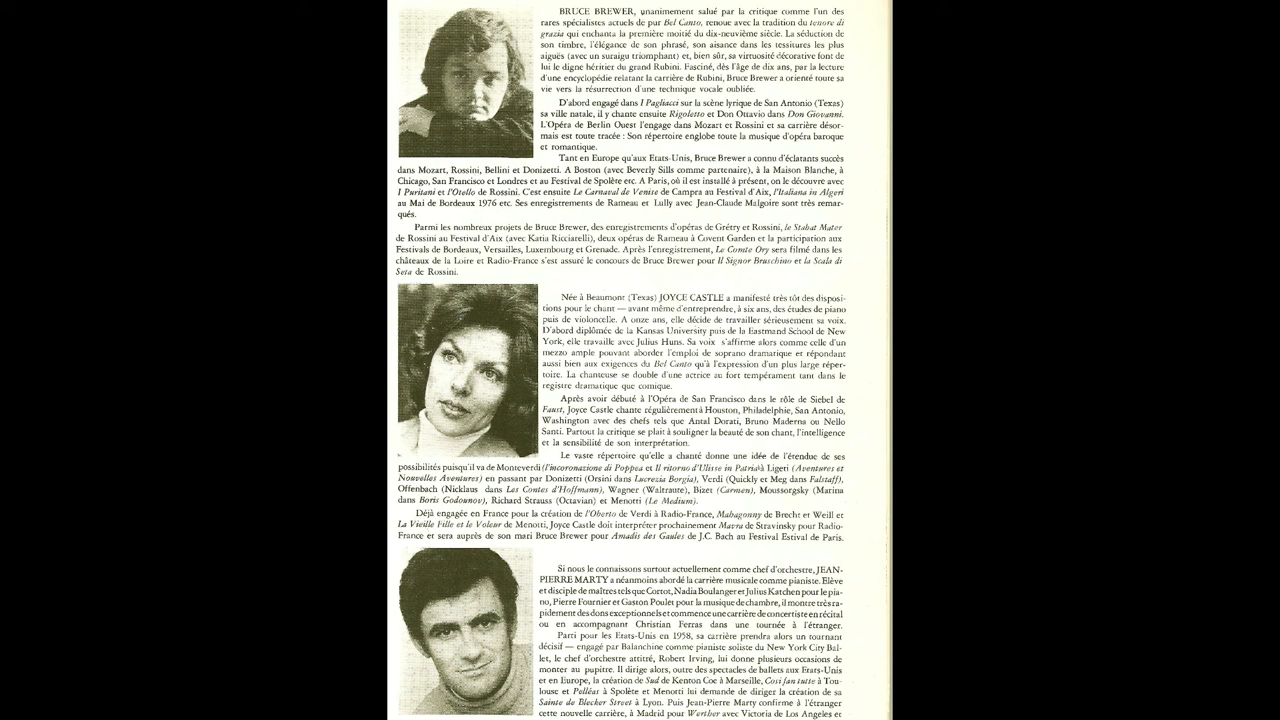 BRUCE BREWER, unanimement salué par la critique comme l'un des
rares spécialistes actuels de pur Bel Canto, renoue avec la tradition du tenore di
grazia qui enchanta la première moitié du dix-neuvième siècle. La séduction de
son timbre, l'élégance de son phrasé, son aisance dans les tessitures les plus
aiguës (avec un suraigu triomphant) et, bien sûr, sa virtuosité décorative font de
lui le digne héritier du grand Rubini. Fasciné, dès l'âge de dix ans, par la lecture
d'une encyclopédie relatant la carrière de Rubini, Bruce Brewer a orienté toute sa
vie vers la résurrection d'une technique vocale oubliée.
D'abord engagé dans I Pagliacci sur la scène lyrique de San Antonio (Texas)
sa ville natale, il y chante ensuite Rigoletto et Don Ottavio dans Don Giovanni.
L'Opéra de Berlin Ouest l'engage dans Mozart et Rossini et sa carrière désor-
mais est toute tracée : Son répertoire englobe toute la musique d'opéra baroque
et romantique.
Tant en Europe qu'aux Etats-Unis, Bruce Brewer a connu d'éclatants succès
dans Mozart, Rossini, Bellini et Donizetti. A Boston (avec Beverly Sills comme partenaire), à la Maison Blanche, à
Chicago, San Francisco et Londres et au Festival de Spolète etc. A Paris, où il est installé à présent, on le découvre avec
I Puritani et l'Otello de Rossini. C'est ensuite Le Carnaval de Venise de Campra au Festival d'Aix, l'Italiana in Algeri
au Mai de Bordeaux 1976 etc. Ses enregistrements de Rameau et Lully avec Jean-Claude Malgoire sont très remar-
qués.
Parmi les nombreux projets de Bruce Brewer, des enregistrements d'opéras de Grétry et Rossini, le Stabat Mater
de Rossini au Festival d'Aix (avec Katia Ricciarelli), deux opéras de Rameau à Covent Garden et la participation aux
Festivals de Bordeaux, Versailles, Luxembourg et Grenade. Après l'enregistrement, Le Comte Ory sera filmé dans les
châteaux de la Loire et Radio-France s'est assuré le concours de Bruce Brewer pour Il Signor Bruschino et la Scala di
Seta de Rossini.
Née à Beaumont (Texas) JOYCE CASTLE a manifesté très tôt des disposi-
tions pour le chant — avant même d'entreprendre, à six ans, des études de piano
puis de violoncelle. A onze ans, elle décide de travailler sérieusement sa voix.
D'abord diplômée de la Kansas University puis de la Eastmand School de New
York, elle travaille avec Julius Huns. Sa voix s'affirme alors comme celle d'un
mezzo ample pouvant aborder l'emploi de soprano dramatique et répondant
aussi bien aux exigences du Bel Canto qu'à l'expression d'un plus large réper-
toire. La chanteuse se double d'une actrice au fort tempérament tant dans le
registre dramatique que comique.
Après avoir débuté à l'Opéra de San Francisco dans le rôle de Siebel de
Faust, Joyce Castle chante régulièrement à Houston, Philadelphie, San Antonio,
Washington avec des chefs tels que Antal Dorati, Bruno Maderna ou Nello
Santi. Partout la critique se plait à souligner la beauté de son chant, l'intelligence
et la sensibilité de son interprétation.
Le vaste répertoire qu'elle a chanté donne une idée de l'étendue de ses
possibilités puisqu'il va de Monteverdi (l'incoronazione di Poppea et Il ritorno d'Ulisse in Patria) à Ligeti (Aventures et
Nouvelles Aventures) en passant par Donizetti (Orsini dans Lucrezia Borgia), Verdi (Quickly et Meg dans Falstaff),
Offenbach (Nicklaus dans Les Contes d'Hoffmann), Wagner (Waltraute), Bizet (Carmen), Moussorgsky (Marina
dans Boris Godounov), Richard Strauss (Octavian) et Menotti (Le Medium).
Déjà engagée en France pour la création de l'Oberto de Verdi à Radio-France, Mahagonny de Brecht et Weill et
La Vieille Fille et le Voleur de Menotti, Joyce Castle doit interpréter prochainement Mavra de Stravinsky pour Radio-
France et sera auprès de son mari Bruce Brewer pour Amadis des Gaules de J.C. Bach au Festival Estival de Paris.
Si nous le connaissons surtout actuellement comme chef d'orchestre, JEAN-
PIERRE MARTY a néanmoins abordé la carrière musicale comme pianiste. Elève
et disciple de maîtres tels que Cortot, Nadia Boulanger et Julius Katchen pour le pia-
no, Pierre Fournier et Gaston Poulet pour la musique de chambre, il montre très ra-
pidement des dons exceptionnels et commence une carrière de concertiste en récital
ou en accompagnant Christian Ferras dans une tournée à l'étranger.
Parti pour les Etats-Unis en 1958, sa carrière prendra alors un tournant
décisif — engagé par Balanchine comme pianiste soliste du New York City Bal-
let, le chef d'orchestre attitré, Robert Irving, lui donne plusieurs occasions de
monter au pupitre. Il dirige alors, outre des spectacles de ballets aux Etats-Unis
et en Europe, la création de Sud de Kenton Coe à Marseille, Cosi fan tutte à Tou-
louse et Pelléas à Spolète et Menotti lui demande de diriger la création de sa
Sainte de Blecker Street à Lyon. Puis Jean-Pierre Marty confirme à l'étranger
cette nouvelle carrière, à Madrid pour Werther avec Victoria de Los Angeles et